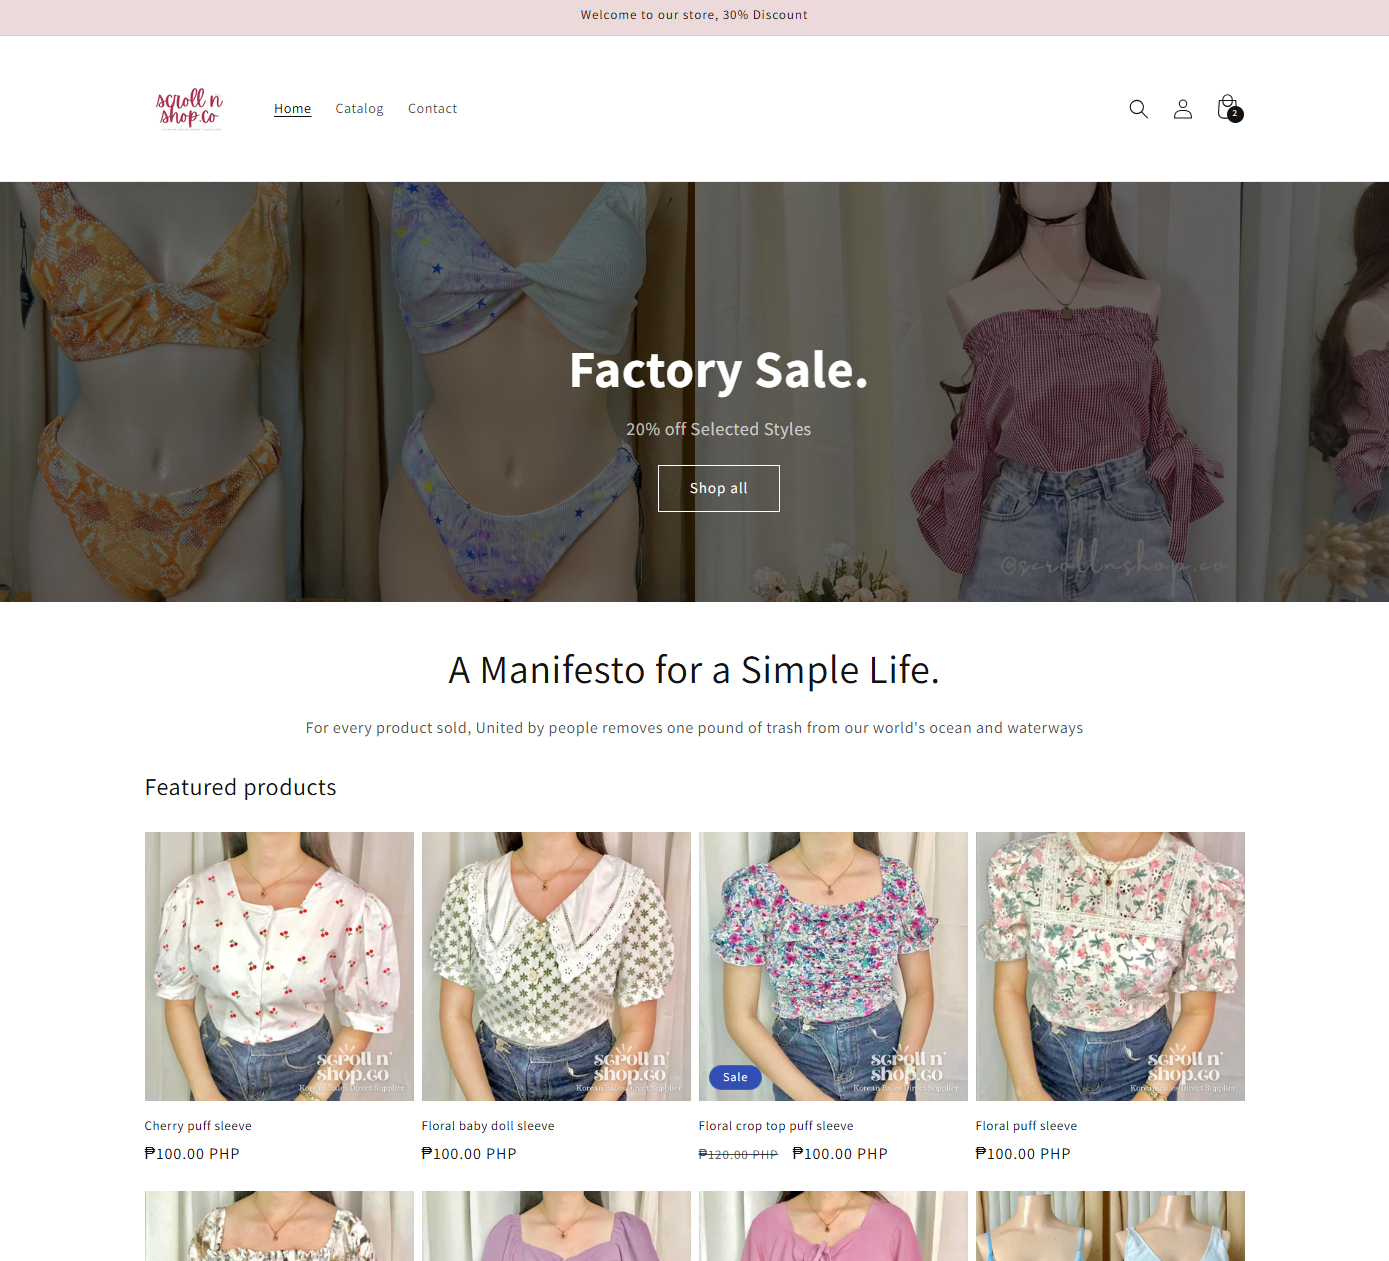 Welcome to our store, 30% Discount
scroll n'
shop.co
Home
Catalog
Contact
2
Factory Sale.
20% off Selected Styles
Shop all
@scrollnshop.co
A Manifesto for a Simple Life.
For every product sold, United by people removes one pound of trash from our world's ocean and waterways
Featured products
scroll n'
shop.co
Korean Bales Direct Supplier
scroll n'
shop.co
Korean Bales Direct Supplier
Sale
scroll n'
shop.co
Korean Bales Direct Supplier
scroll n'
shop.co
Korean Bales Direct Supplier
Cherry puff sleeve
₱100.00 PHP
Floral baby doll sleeve
₱100.00 PHP
Floral crop top puff sleeve
₱120.00 PHP ₱100.00 PHP
Floral puff sleeve
₱100.00 PHP